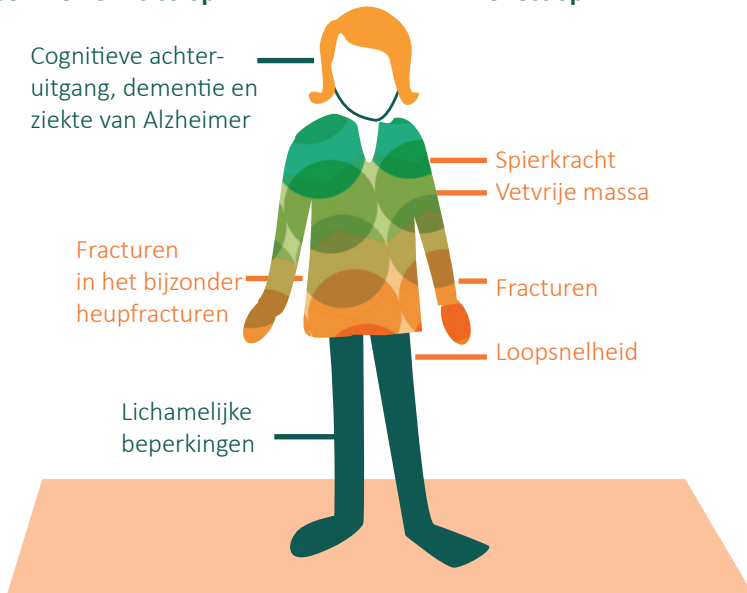 Cognitieve achter-
uitgang, dementie en
ziekte van Alzheimer
Fracturen
in het bijzonder
heupfracturen
Lichamelijke
beperkingen
Spierkracht
Vetvrije massa
Fracturen
Loopsnelheid